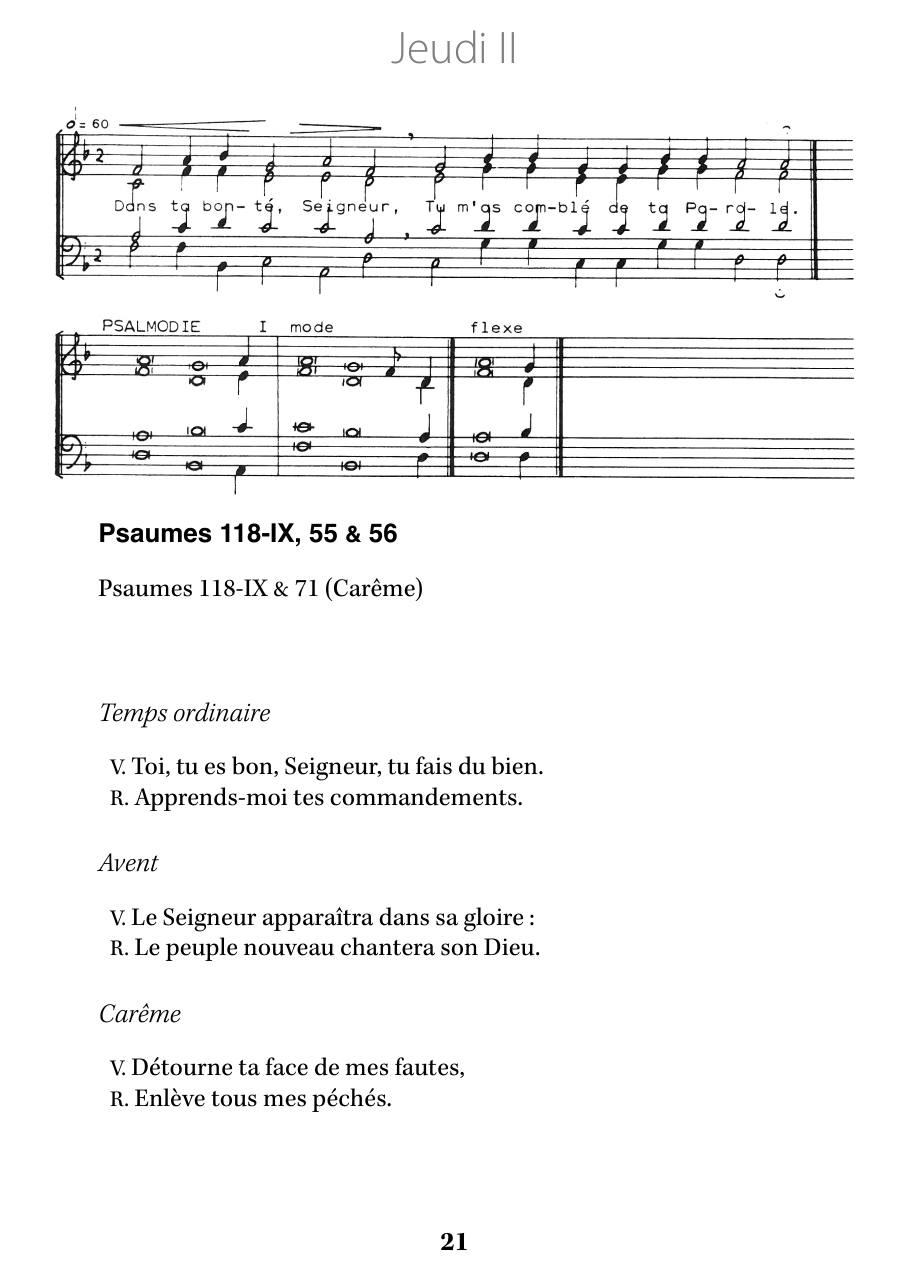 Jeudi II
= 60
Dans ta bon- té, Seigneur, Tu m'as com-blé de ta Pa- ro- le.
PSALMODIE I mode flexe
Psaumes 118-IX, 55 & 56
Psaumes 118-IX & 71 (Carême)
Temps ordinaire
V. Toi, tu es bon, Seigneur, tu fais du bien.
R. Apprends-moi tes commandements.
Avent
V. Le Seigneur apparaîtra dans sa gloire :
R. Le peuple nouveau chantera son Dieu.
Carême
V. Détourne ta face de mes fautes,
R. Enlève tous mes péchés.
21